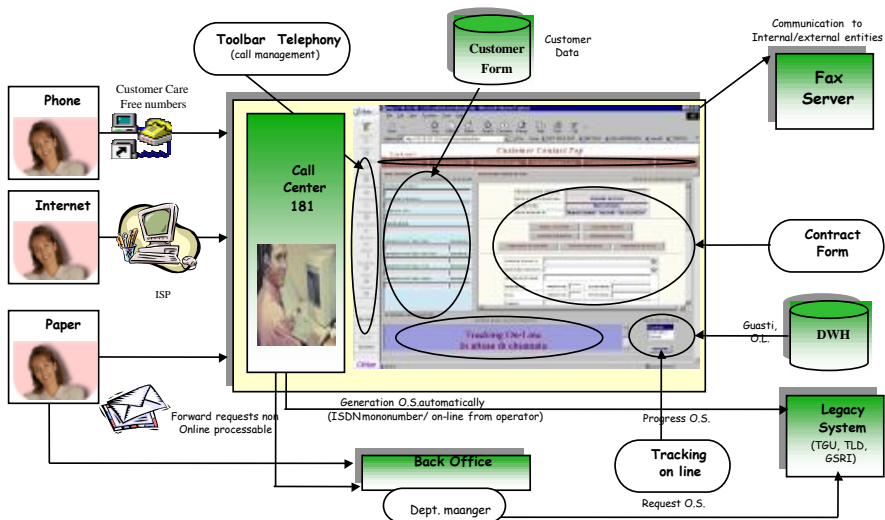 Toolbar Telephony
(call management)
Customer
Form
Customer
Data
Communication to
Internal/external entities
Fax
Server
Phone
Customer Care
Free numbers
Internet
ISP
Paper
Call
Center
181
Customer Contact Pop
Contract
Form
Tracking On-Line
In attesa di chiamata
Guasti,
O.L.
DWH
Forward requests non
Online processable
Generation O.S.automatically
(ISDNmononumber/ on-line from operator)
Progress O.S.
Legacy
System
(TGU, TLD,
GSRI)
Tracking
on line
Back Office
Request O.S.
Dept. maanger